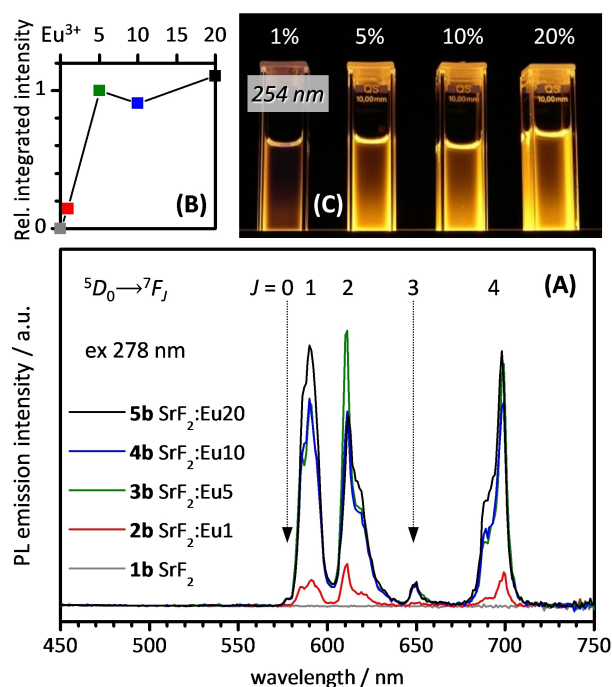 Eu³⁺
5 10 20
Rel. integrated intensity
1
0
(B)
1% 5% 10% 20%
254 nm
QS
10,00mm
QS
10,00mm
QS
10,00mm
(C)
⁵D₀→⁷F_J
J = 0 1 2 3 4
(A)
ex 278 nm
5b SrF₂:Eu20
4b SrF₂:Eu10
3b SrF₂:Eu5
2b SrF₂:Eu1
1b SrF₂
PL emission intensity / a.u.
450 500 550 600 650 700 750
wavelength / nm